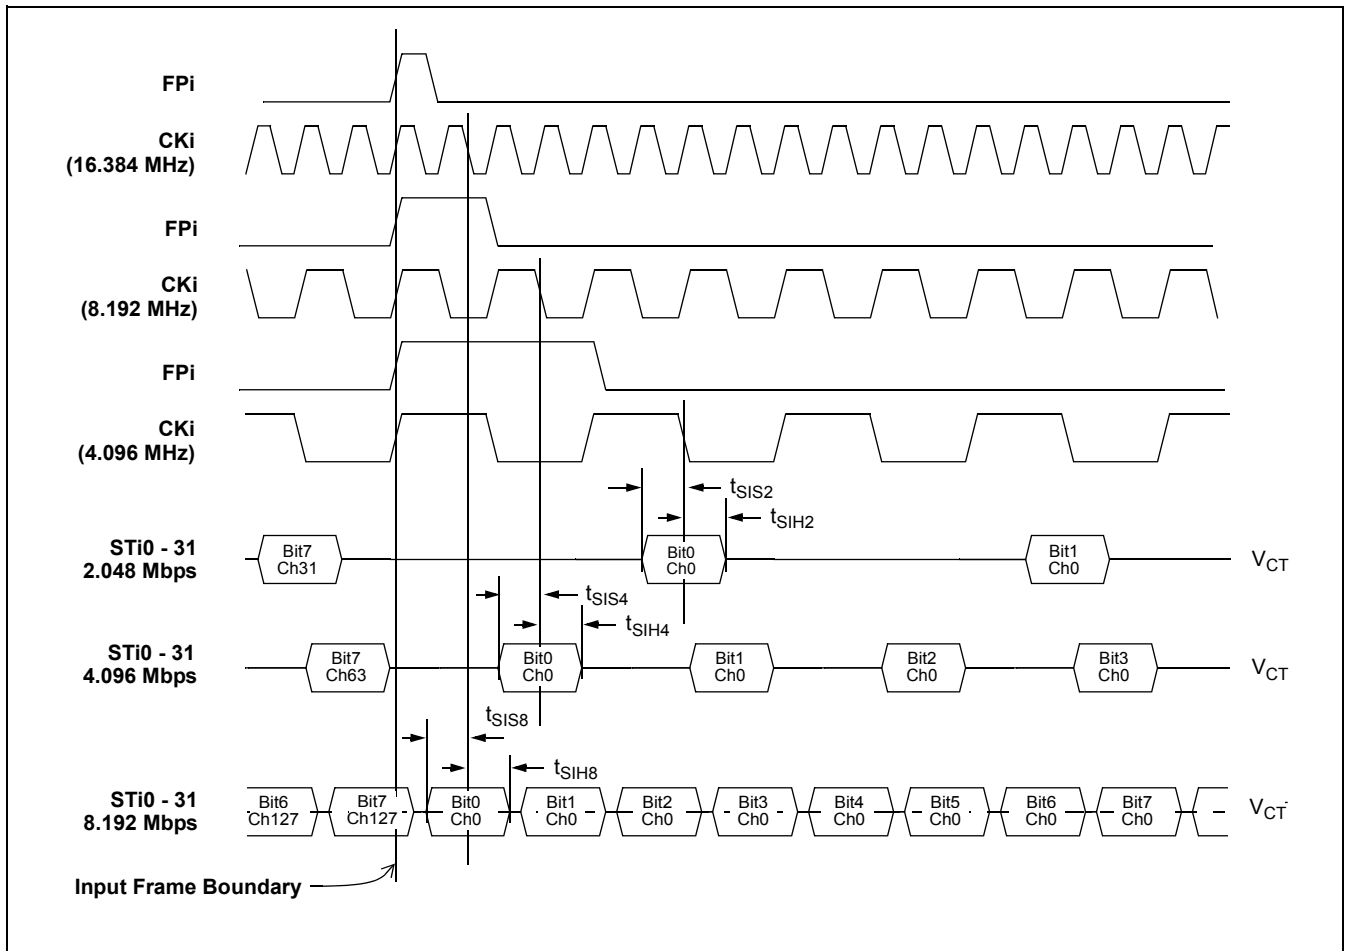 FPi
CKi
(16.384 MHz)
FPi
CKi
(8.192 MHz)
FPi
CKi
(4.096 MHz)
tSIS2
tSIH2
STi0 - 31
2.048 Mbps
Bit7
Ch31
Bit0
Ch0
Bit1
Ch0
VCT
tSIS4
tSIH4
STi0 - 31
4.096 Mbps
Bit7
Ch63
Bit0
Ch0
Bit1
Ch0
Bit2
Ch0
Bit3
Ch0
VCT
tSIS8
tSIH8
STi0 - 31
8.192 Mbps
Bit6
Ch127
Bit7
Ch127
Bit0
Ch0
Bit1
Ch0
Bit2
Ch0
Bit3
Ch0
Bit4
Ch0
Bit5
Ch0
Bit6
Ch0
Bit7
Ch0
VCT
Input Frame Boundary